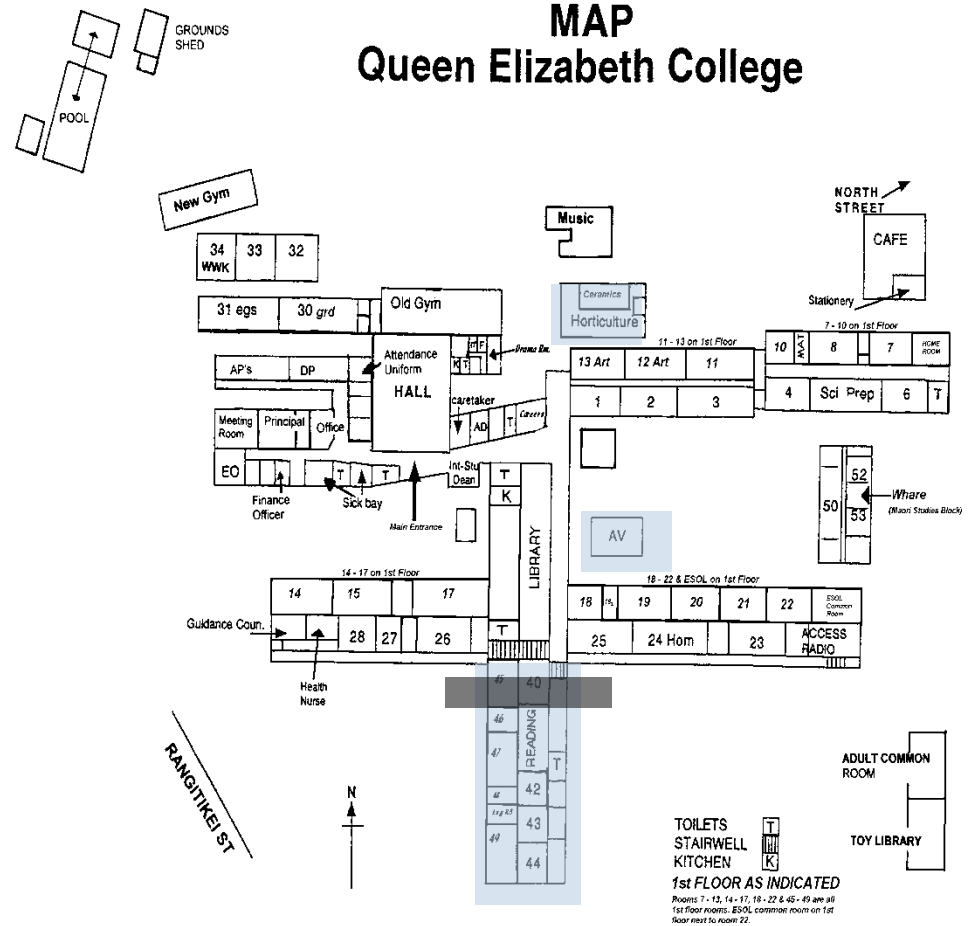 MAP
Queen Elizabeth College
GROUNDS
SHED
POOL
New Gym
Music
NORTH
STREET
CAFE
Stationery
34
WWK
33
32
Ceramics
Horticulture
31 egs
30 grd
Old Gym
11 - 13 on 1st Floor
7 - 10 on 1st Floor
13 Art
12 Art
11
10
MAT
8
7
HOME
ROOM
AP's
DP
Attendance
Uniform
HALL
F
K
T
Drama Rm.
1
2
3
4
Sci Prep
6
T
caretaker
AD
T
Careers
Meeting
Room
Principal
Office
EO
T
T
Int-Stu
Dean
Finance
Officer
Sick bay
Main Entrance
T
K
LIBRARY
AV
50
52
53
Whare
(Maori Studies Block)
14 - 17 on 1st Floor
14
15
17
18 - 22 & ESOL on 1st Floor
18
19
20
21
22
ESOL
Common
Room
Guidance Coun.
28
27
26
T
25
24 Hom
23
ACCESS
RADIO
Health
Nurse
45
40
46
READING
47
T
42
43
49
44
RANGITIKEI ST
N
ADULT COMMON
ROOM
TOY LIBRARY
TOILETS T
STAIRWELL
KITCHEN K
1st FLOOR AS INDICATED
Rooms 7 - 13, 14 - 17, 18 - 22 & 45 - 49 are all
1st floor rooms. ESOL common room on 1st
floor next to room 22.